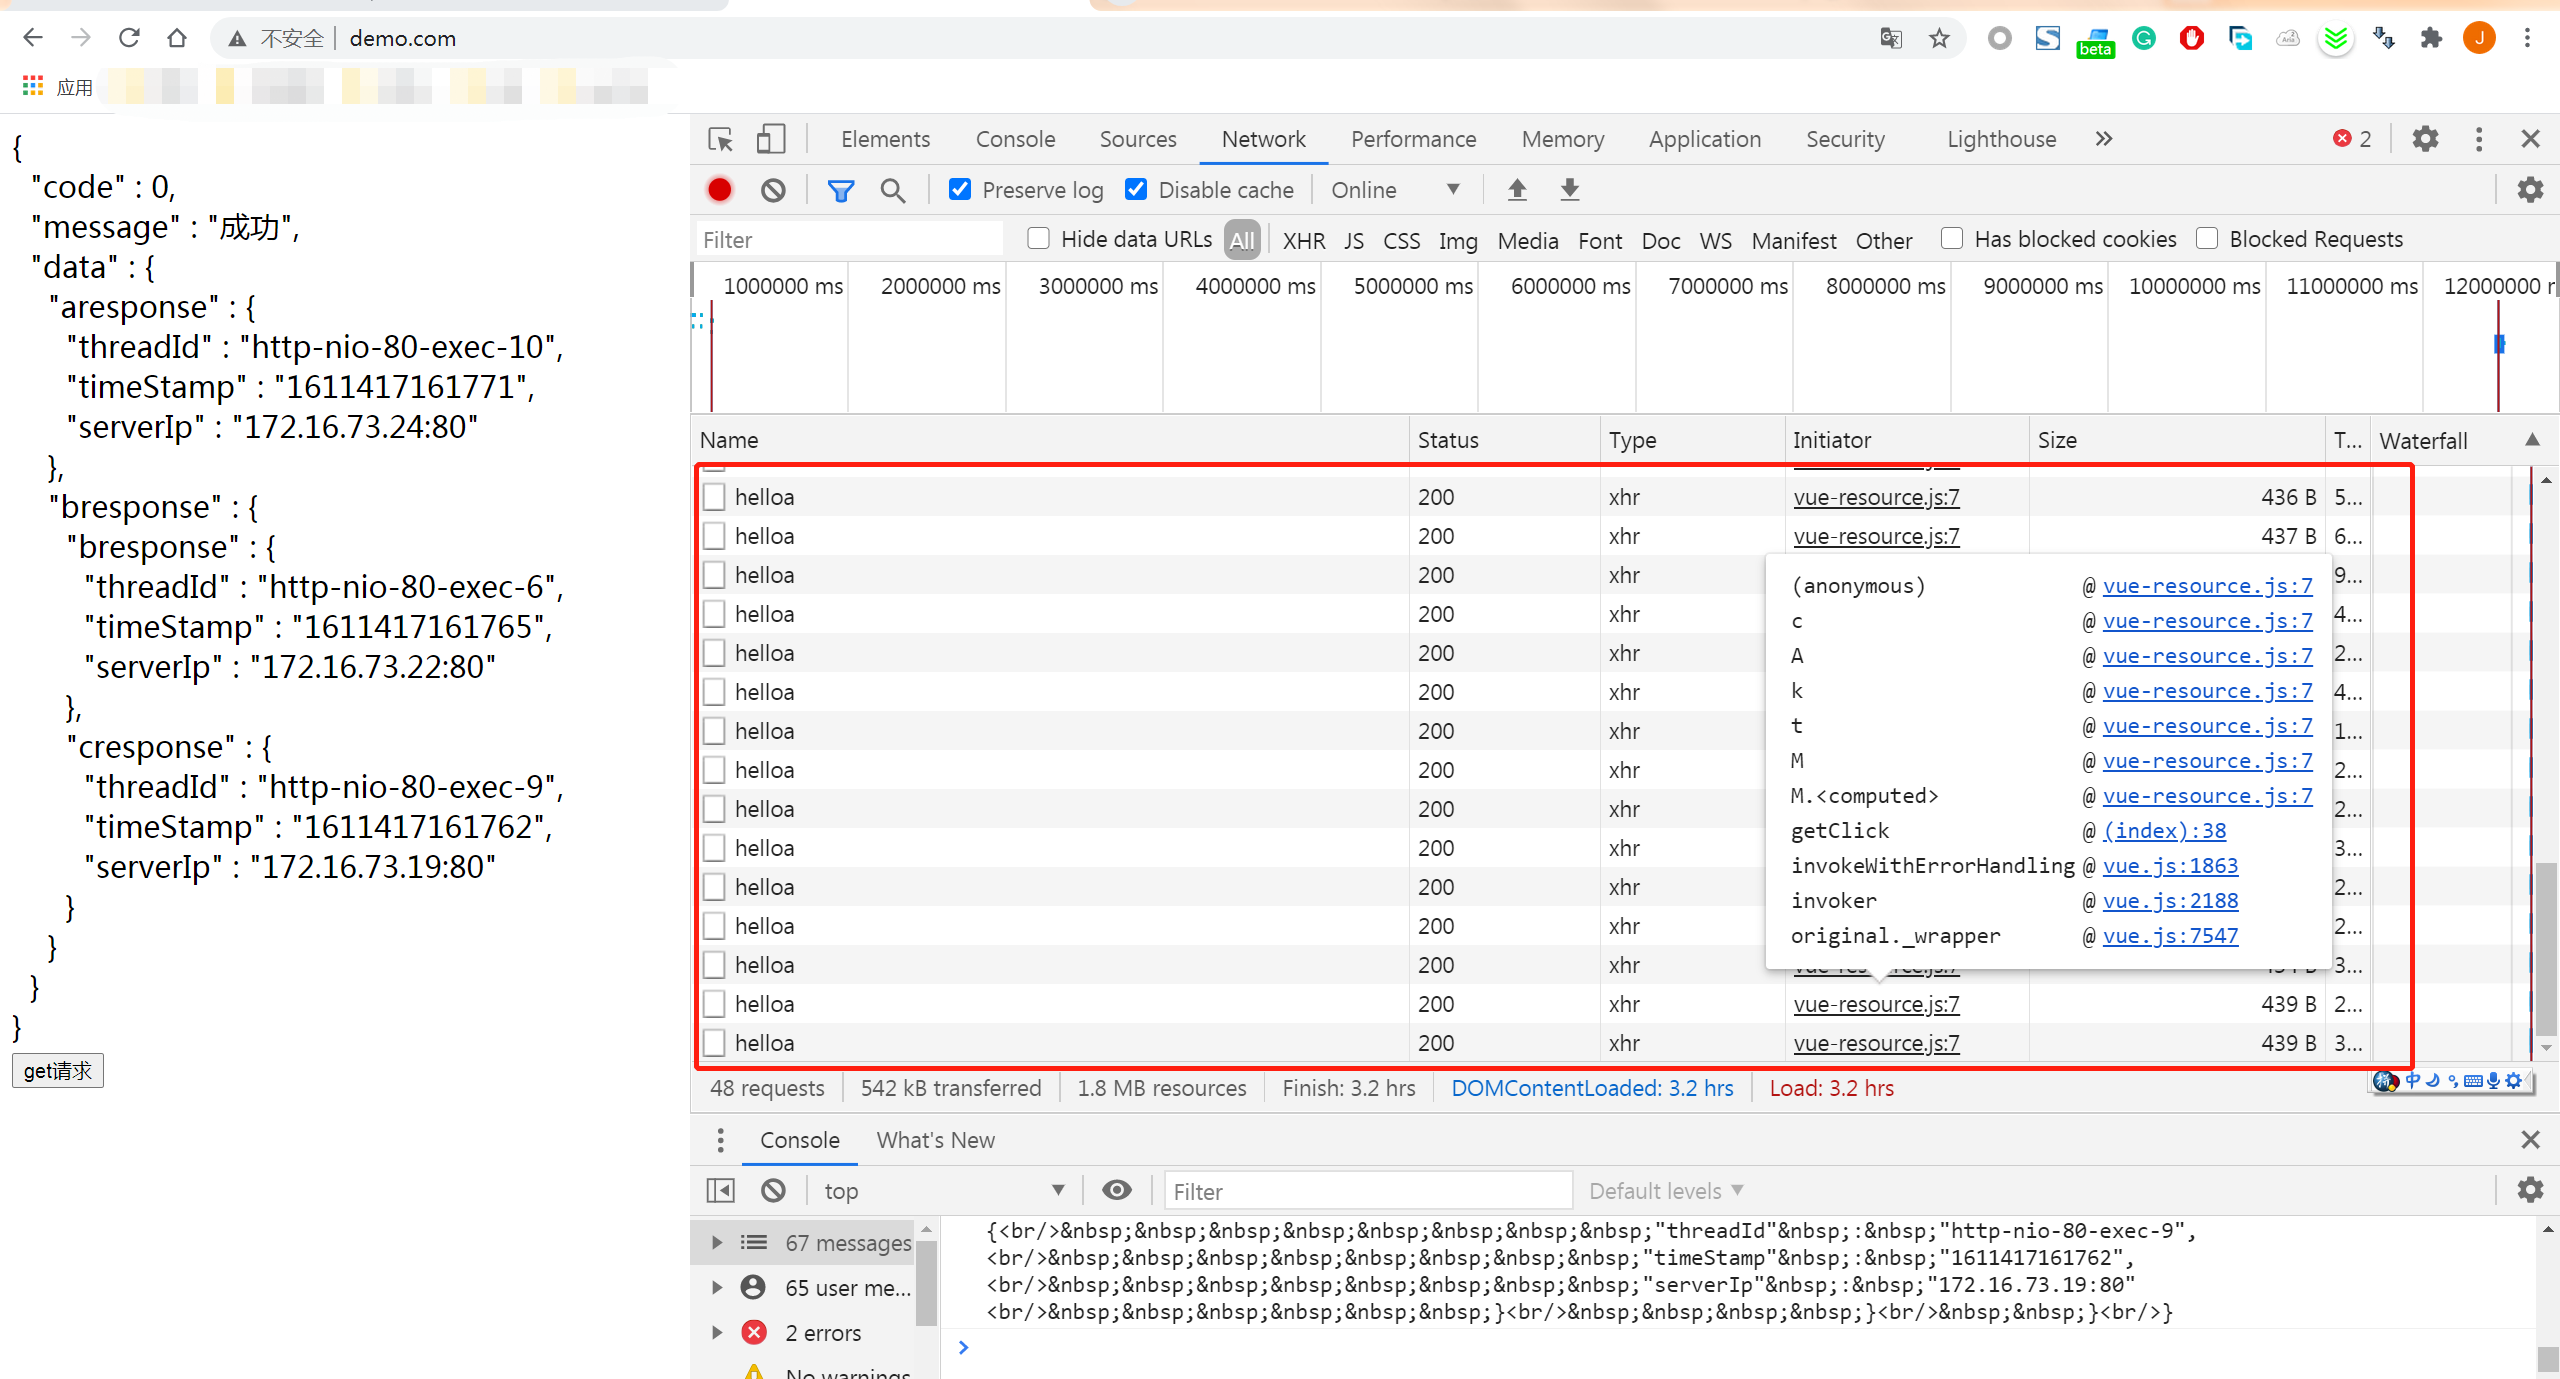 不安全 demo.com
beta
J
应用
{
"code" : 0,
"message" : "成功",
"data" : {
"aresponse" : {
"threadId" : "http-nio-80-exec-10",
"timeStamp" : "1611417161771",
"serverIp" : "172.16.73.24:80"
},
"bresponse" : {
"bresponse" : {
"threadId" : "http-nio-80-exec-6",
"timeStamp" : "1611417161765",
"serverIp" : "172.16.73.22:80"
},
"cresponse" : {
"threadId" : "http-nio-80-exec-9",
"timeStamp" : "1611417161762",
"serverIp" : "172.16.73.19:80"
}
}
}
}
get请求
Elements Console Sources Network Performance Memory Application Security Lighthouse 2
Preserve log Disable cache Online
Filter Hide data URLs All XHR JS CSS Img Media Font Doc WS Manifest Other Has blocked cookies Blocked Requests
1000000 ms 2000000 ms 3000000 ms 4000000 ms 5000000 ms 6000000 ms 7000000 ms 8000000 ms 9000000 ms 10000000 ms 11000000 ms 12000000
Name Status Type Initiator Size T... Waterfall
helloa 200 xhr vue-resource.js:7 436 B 5...
helloa 200 xhr vue-resource.js:7 437 B 6...
helloa 200 xhr 9...
helloa 200 xhr 4...
helloa 200 xhr 2...
helloa 200 xhr 4...
helloa 200 xhr 1...
helloa 200 xhr 2...
helloa 200 xhr 2...
helloa 200 xhr 3...
helloa 200 xhr 2...
helloa 200 xhr 2...
helloa 200 xhr 3...
helloa 200 xhr vue-resource.js:7 439 B 2...
helloa 200 xhr vue-resource.js:7 439 B 3...
(anonymous) @ vue-resource.js:7
c @ vue-resource.js:7
A @ vue-resource.js:7
k @ vue-resource.js:7
t @ vue-resource.js:7
M @ vue-resource.js:7
M.<computed> @ vue-resource.js:7
getClick @ (index):38
invokeWithErrorHandling @ vue.js:1863
invoker @ vue.js:2188
original._wrapper @ vue.js:7547
48 requests 542 kB transferred 1.8 MB resources Finish: 3.2 hrs DOMContentLoaded: 3.2 hrs Load: 3.2 hrs
中
Console What's New
top Filter Default levels
67 messages
65 user me...
2 errors
No warnings
{<br/>&nbsp;&nbsp;&nbsp;&nbsp;&nbsp;&nbsp;&nbsp;&nbsp;"threadId"&nbsp;:&nbsp;"http-nio-80-exec-9",
<br/>&nbsp;&nbsp;&nbsp;&nbsp;&nbsp;&nbsp;&nbsp;&nbsp;"timeStamp"&nbsp;:&nbsp;"1611417161762",
<br/>&nbsp;&nbsp;&nbsp;&nbsp;&nbsp;&nbsp;&nbsp;&nbsp;"serverIp"&nbsp;:&nbsp;"172.16.73.19:80"
<br/>&nbsp;&nbsp;&nbsp;&nbsp;&nbsp;&nbsp;}<br/>&nbsp;&nbsp;&nbsp;&nbsp;}<br/>&nbsp;&nbsp;}<br/>}